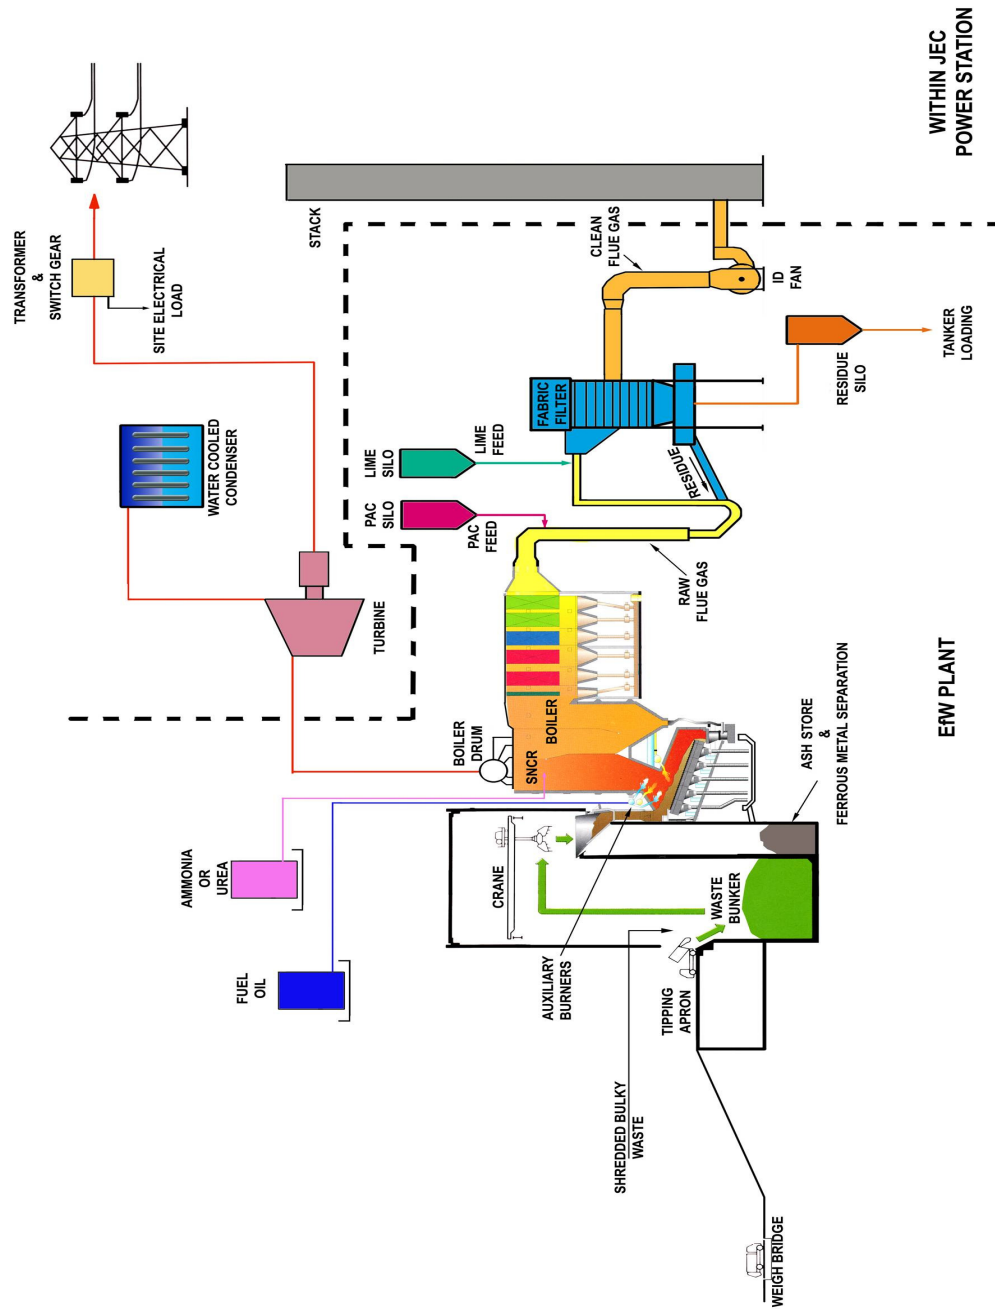 TRANSFORMER
&
SWITCH GEAR
SITE ELECTRICAL
LOAD
WATER COOLED
CONDENSER
TURBINE
STACK
WITHIN JEC
POWER STATION
CLEAN
FLUE GAS
ID
FAN
FABRIC
FILTER
LIME
SILO
LIME
FEED
PAC
SILO
PAC
FEED
RESIDUE
RESIDUE
SILO
TANKER
LOADING
RAW
FLUE GAS
BOILER
DRUM
SNCR
BOILER
AMMONIA
OR
UREA
FUEL
OIL
CRANE
WASTE
BUNKER
ASH STORE
&
FERROUS METAL SEPARATION
EfW PLANT
AUXILIARY
BURNERS
TIPPING
APRON
SHREDDED BULKY
WASTE
WEIGH BRIDGE